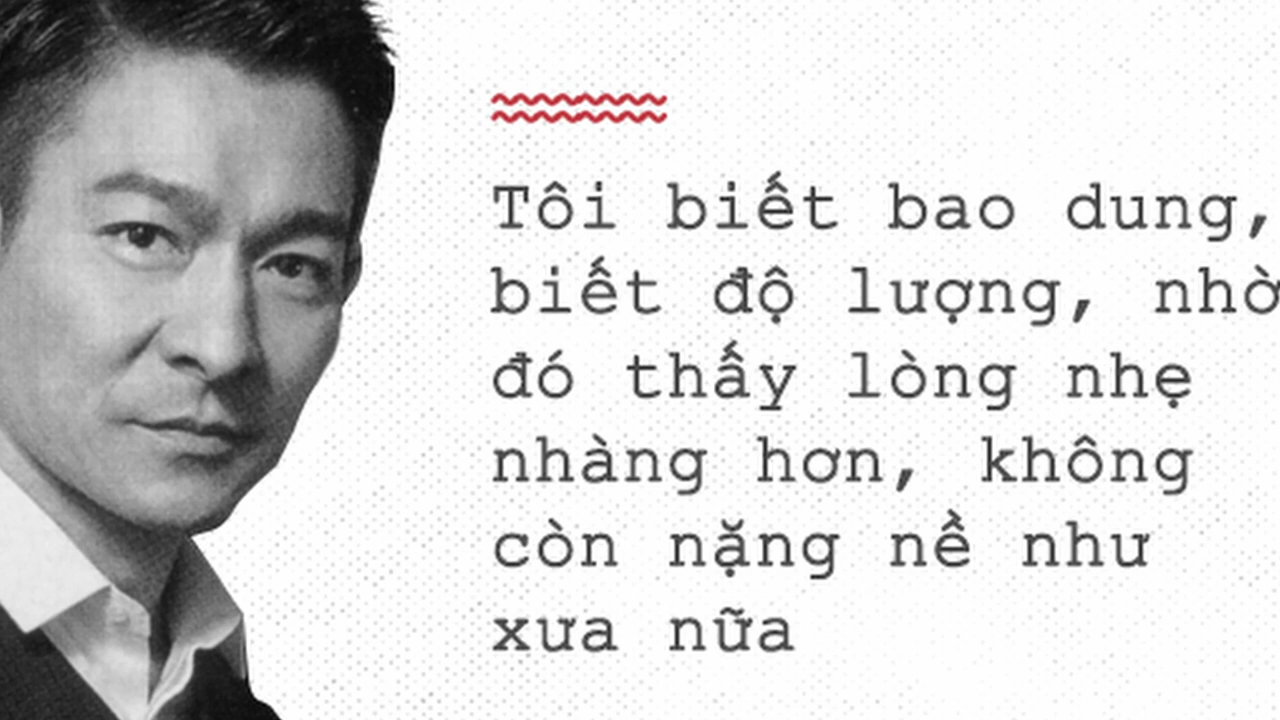 Tôi biết bao dung,
biết độ lượng, nhờ
đó thấy lòng nhẹ
nhàng hơn, không
còn nặng nề như
xưa nữa